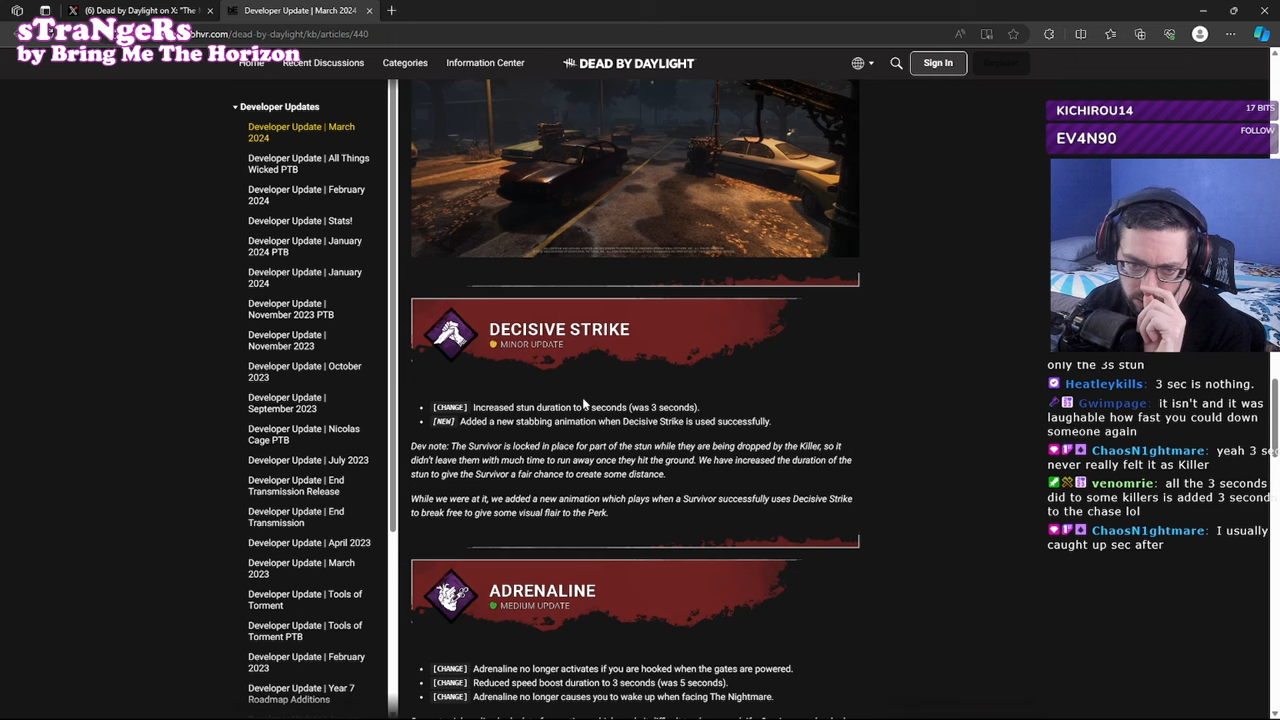 (6) Dead by Daylight on X: "
Developer Update | March 2024
sTraNgeRs
by Bring Me The Horizon
bhvr.com/dead-by-daylight/kb/articles/440
Home
Recent Discussions
Categories
Information Center
DEAD BY DAYLIGHT
Sign In
Developer Updates
Developer Update | March
2024
Developer Update | All Things
Wicked PTB
Developer Update | February
2024
Developer Update | Stats!
Developer Update | January
2024 PTB
Developer Update | January
2024
Developer Update |
November 2023 PTB
Developer Update |
November 2023
Developer Update | October
2023
Developer Update |
September 2023
Developer Update | Nicolas
Cage PTB
Developer Update | July 2023
Developer Update | End
Transmission Release
Developer Update | End
Transmission
Developer Update | April 2023
Developer Update | March
2023
Developer Update | Tools of
Torment
Developer Update | Tools of
Torment PTB
Developer Update | February
2023
Developer Update | Year 7
Roadmap Additions
DECISIVE STRIKE
MINOR UPDATE
[CHANGE] Increased stun duration to seconds (was 3 seconds).
[NEW] Added a new stabbing animation when Decisive Strike is used successfully.
Dev note: The Survivor is locked in place for part of the stun while they are being dropped by the Killer, so it
didn't leave them with much time to run away once they hit the ground. We have increased the duration of the
stun to give the Survivor a fair chance to create some distance.
While we were at it, we added a new animation which plays when a Survivor successfully uses Decisive Strike
to break free to give some visual flair to the Perk.
ADRENALINE
MEDIUM UPDATE
[CHANGE] Adrenaline no longer activates if you are hooked when the gates are powered.
[CHANGE] Reduced speed boost duration to 3 seconds (was 5 seconds).
[CHANGE] Adrenaline no longer causes you to wake up when facing The Nightmare.
KICHIROU14
17 BITS
EV4N90
FOLLOW
only the 3s stun
Heatleykills: 3 sec is nothing.
Gwimpage: it isn't and it was
laughable how fast you could down
someone again
ChaosN1ghtmare: yeah 3 sec
never really felt it as Killer
venomrie: all the 3 seconds
did to some killers is added 3 second
to the chase lol
ChaosN1ghtmare: I usually
caught up sec after